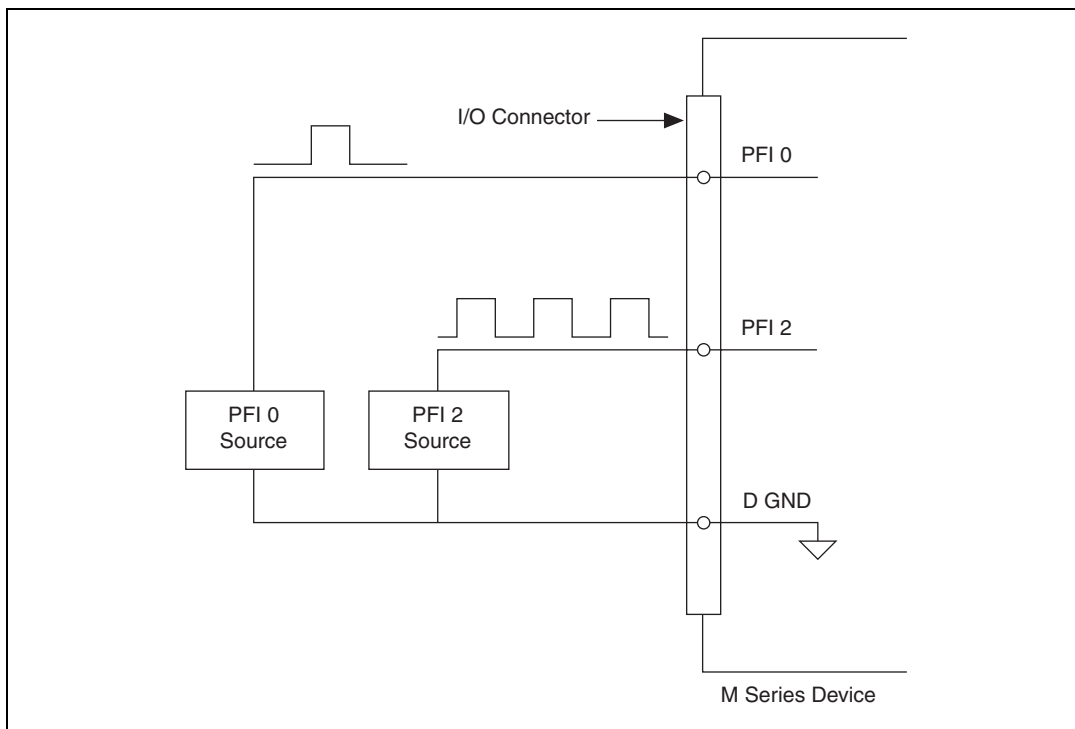 I/O Connector
PFI 0
PFI 2
PFI 0
Source
PFI 2
Source
D GND
M Series Device